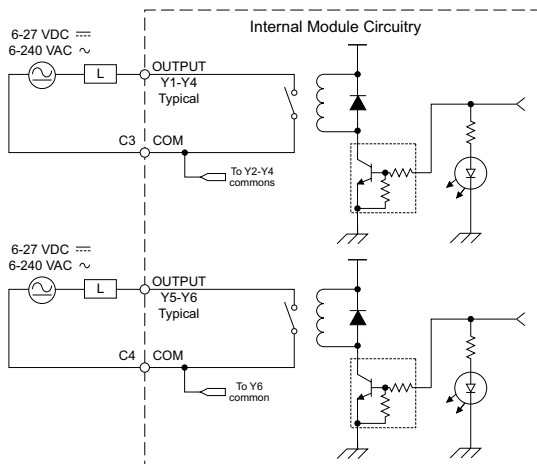 Internal Module Circuitry
6-27 VDC ⎓
6-240 VAC ∿
L
OUTPUT
Y1-Y4
Typical
C3
COM
To Y2-Y4
commons
6-27 VDC ⎓
6-240 VAC ∿
L
OUTPUT
Y5-Y6
Typical
C4
COM
To Y6
common